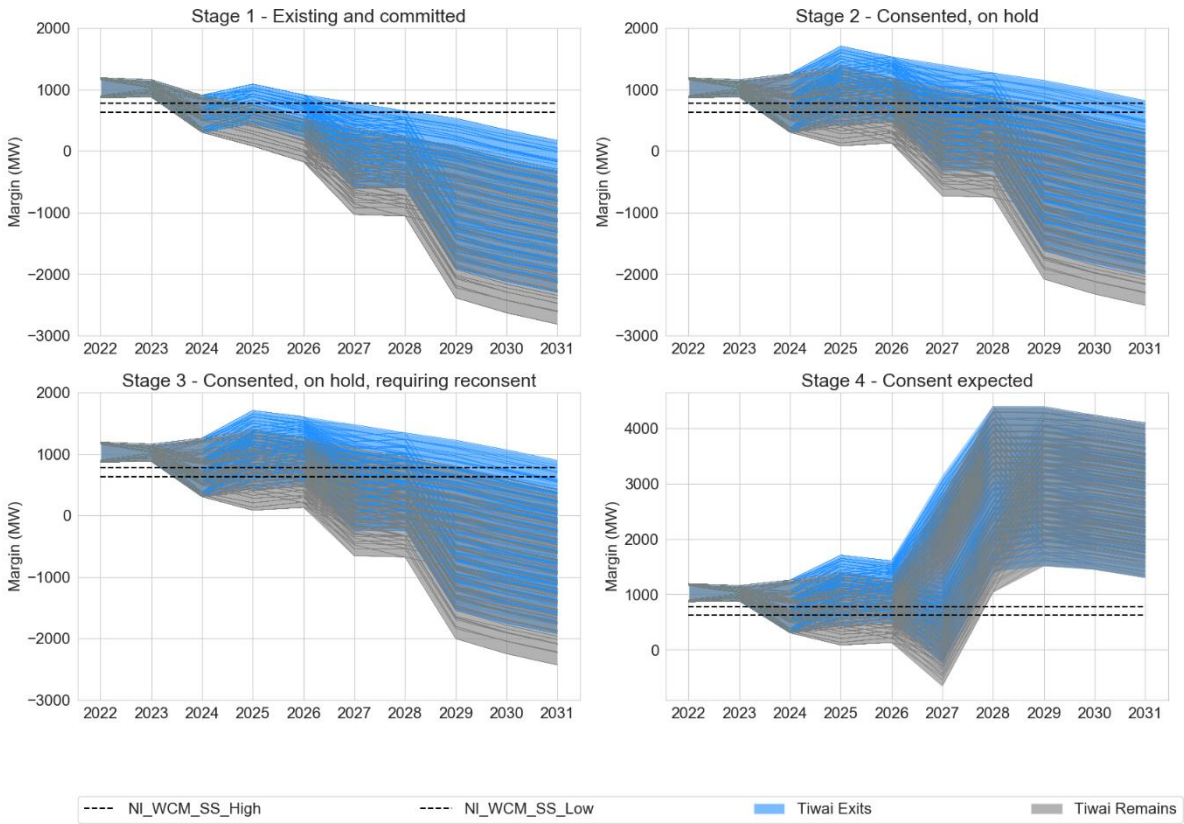 Stage 1 - Existing and committed
Stage 2 - Consented, on hold
2000
1000
0
−1000
−2000
−3000
Margin (MW)
2022 2023 2024 2025 2026 2027 2028 2029 2030 2031
2000
1000
0
−1000
−2000
−3000
Margin (MW)
2022 2023 2024 2025 2026 2027 2028 2029 2030 2031
Stage 3 - Consented, on hold, requiring reconsent
Stage 4 - Consent expected
2000
1000
0
−1000
−2000
−3000
Margin (MW)
2022 2023 2024 2025 2026 2027 2028 2029 2030 2031
4000
3000
2000
1000
0
Margin (MW)
2022 2023 2024 2025 2026 2027 2028 2029 2030 2031
NI_WCM_SS_High NI_WCM_SS_Low Tiwai Exits Tiwai Remains